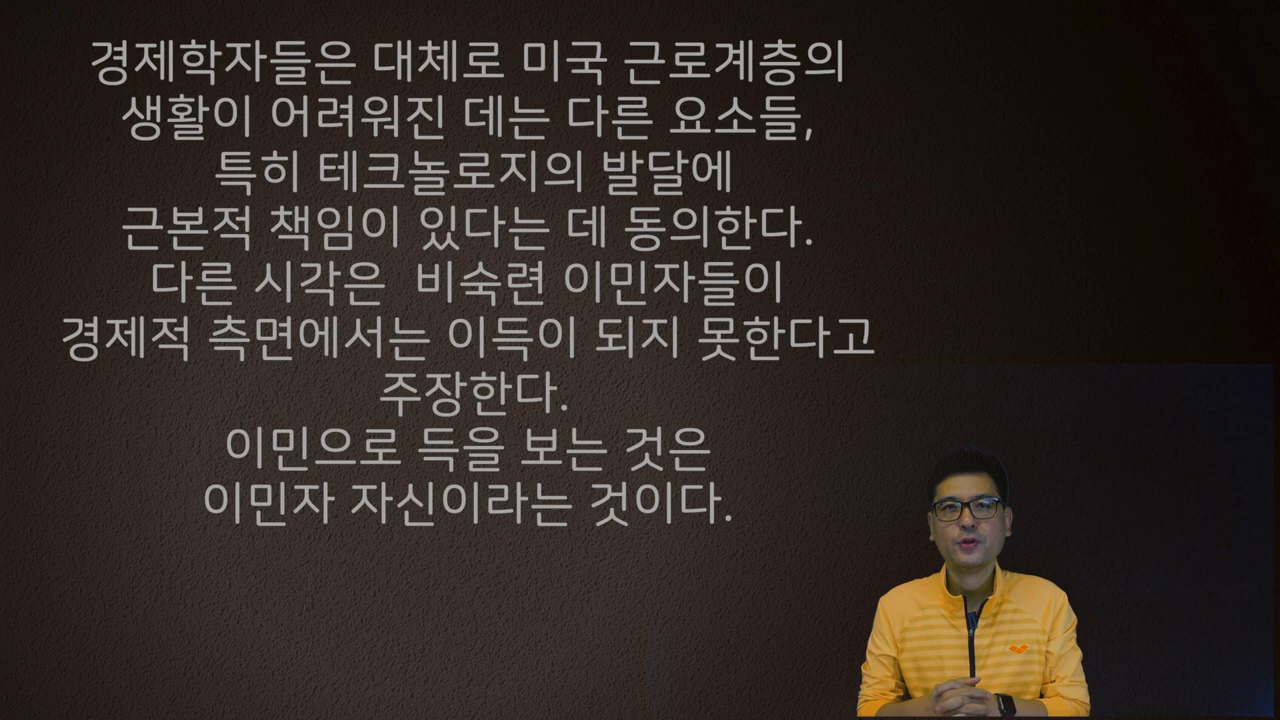 경제학자들은 대체로 미국 근로계층의
생활이 어려워진 데는 다른 요소들,
특히 테크놀로지의 발달에
근본적 책임이 있다는 데 동의한다.
다른 시각은 비숙련 이민자들이
경제적 측면에서는 이득이 되지 못한다고
주장한다.
이민으로 득을 보는 것은
이민자 자신이라는 것이다.